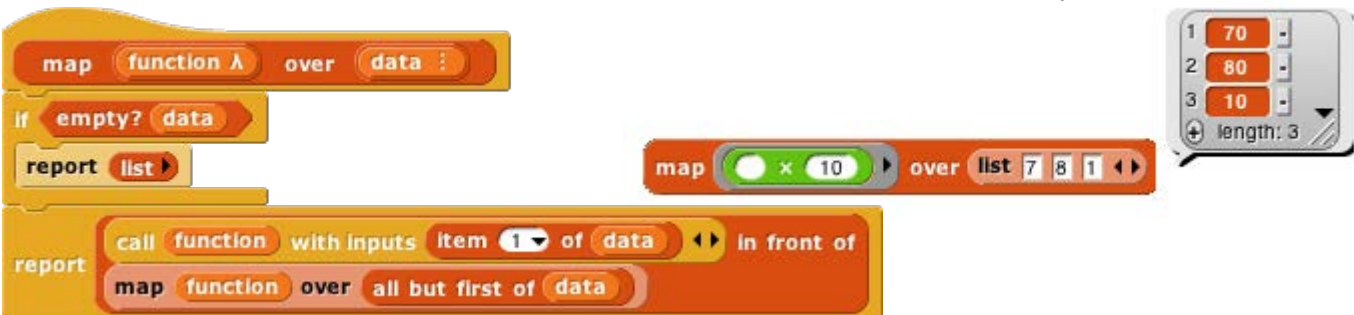 map function λ over data ⋮
if empty? data
report list
report call function with inputs item 1 of data in front of
map function over all but first of data
map × 10 over list 7 8 1
1 70 -
2 80 -
3 10 -
+ length: 3